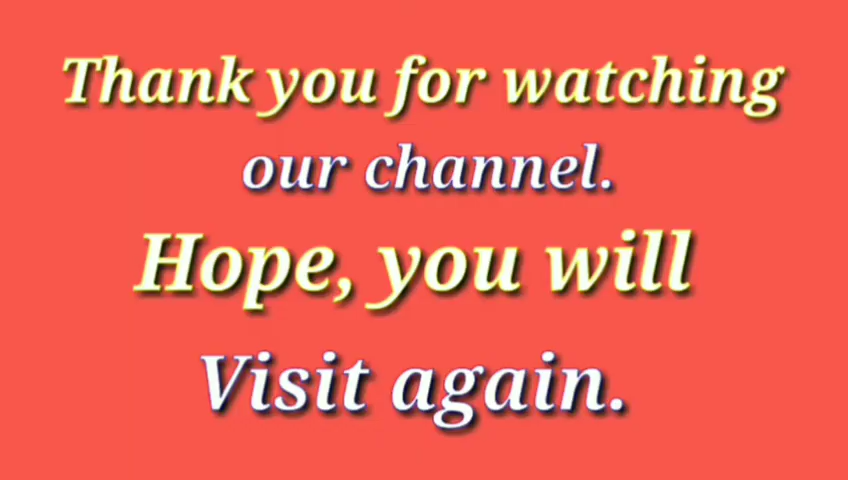 Thank you for watching
our channel.
Hope, you will
Visit again.